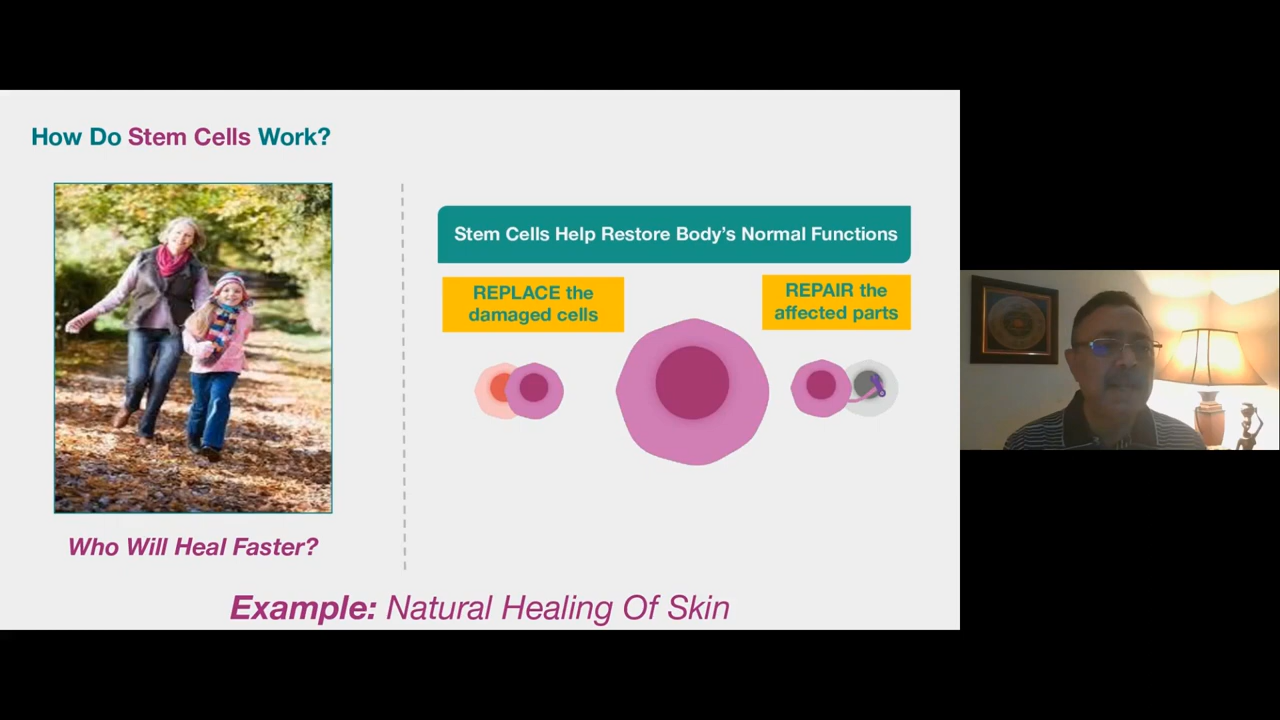 How Do Stem Cells Work?
Stem Cells Help Restore Body's Normal Functions
REPLACE the
damaged cells
REPAIR the
affected parts
Who Will Heal Faster?
Example: Natural Healing Of Skin